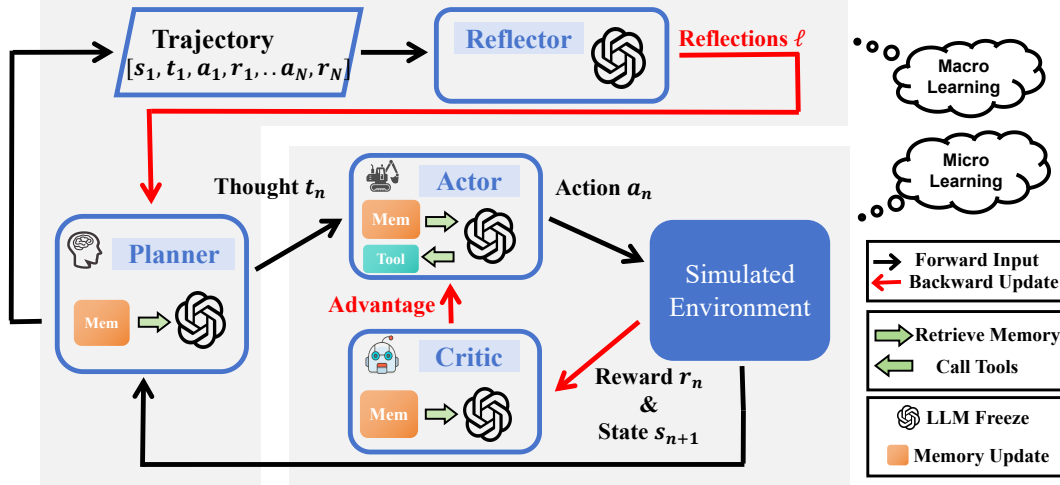 Trajectory
[s₁, t₁, a₁, r₁, . . a_N, r_N]
Reflector
Reflections ℓ
Macro
Learning
Micro
Learning
Thought tₙ
Actor
Mem
Tool
Action aₙ
Planner
Mem
Simulated
Environment
Advantage
Critic
Mem
Reward rₙ
&
State sₙ₊₁
Forward Input
Backward Update
Retrieve Memory
Call Tools
LLM Freeze
Memory Update